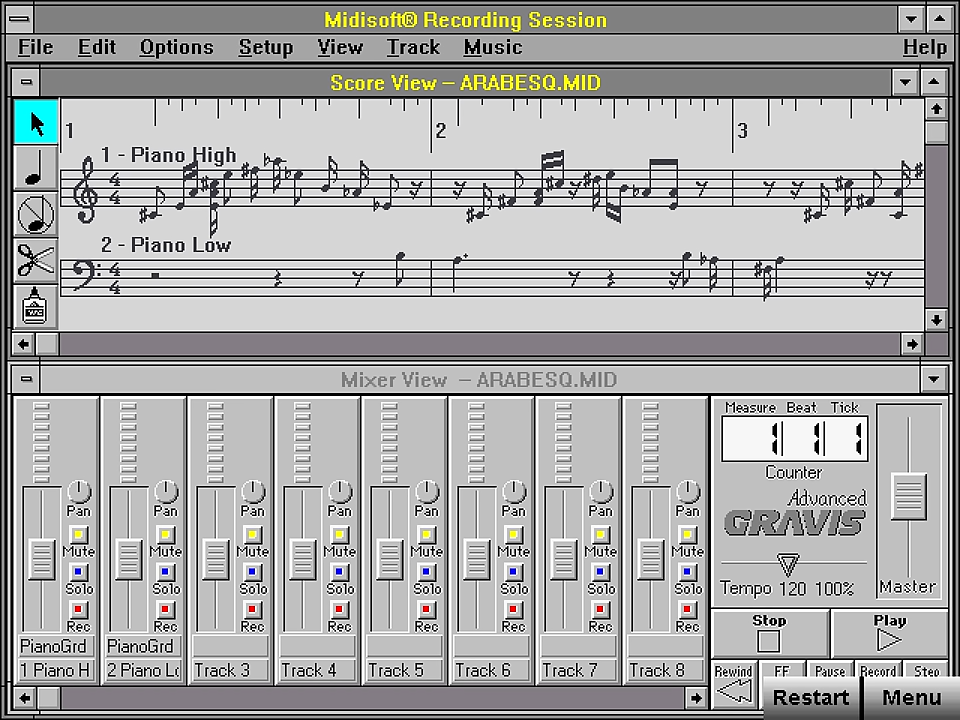 Midisoft® Recording Session
File Edit Options Setup View Track Music Help
Score View – ARABESQ.MID
1 2 3
1 - Piano High
4
4
2 - Piano Low
4
4
Mixer View – ARABESQ.MID
Measure Beat Tick
1 1 1
Counter
Advanced
GRAVIS
Pan Pan Pan Pan Pan Pan Pan Pan
Mute Mute Mute Mute Mute Mute Mute Mute
Solo Solo Solo Solo Solo Solo Solo Solo
Tempo 120 100% Master
Rec Rec Rec Rec Rec Rec Rec Rec
PianoGrd PianoGrd
1 Piano H 2 Piano Lo Track 3 Track 4 Track 5 Track 6 Track 7 Track 8
Stop Play
Rewind FF Pause Record Step
Restart Menu